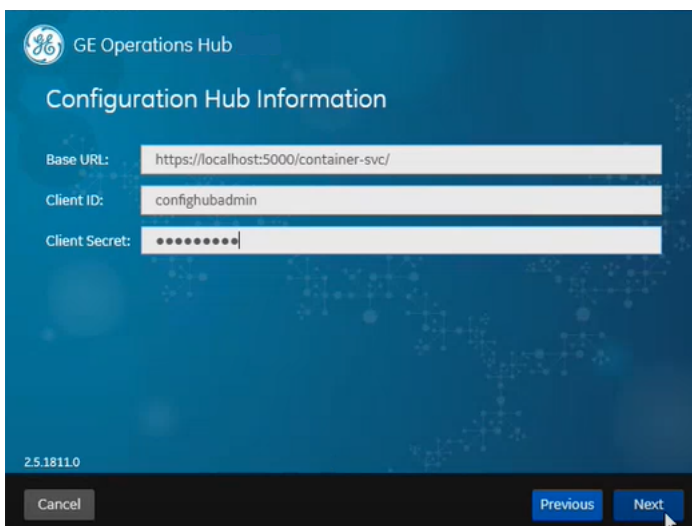 GE Operations Hub
Configuration Hub Information
Base URL: https://localhost:5000/container-svc/
Client ID: confighubadmin
Client Secret: ●●●●●●●●●
2.5.1811.0
Cancel Previous Next